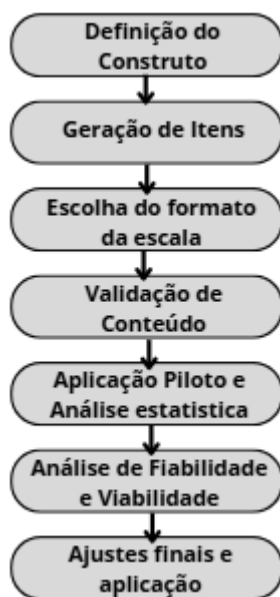 Definição do
Construto
Geração de Itens
Escolha do formato
da escala
Validação de
Conteúdo
Aplicação Piloto e
Análise estatistica
Análise de Fiabilidade
e Viabilidade
Ajustes finais e
aplicação